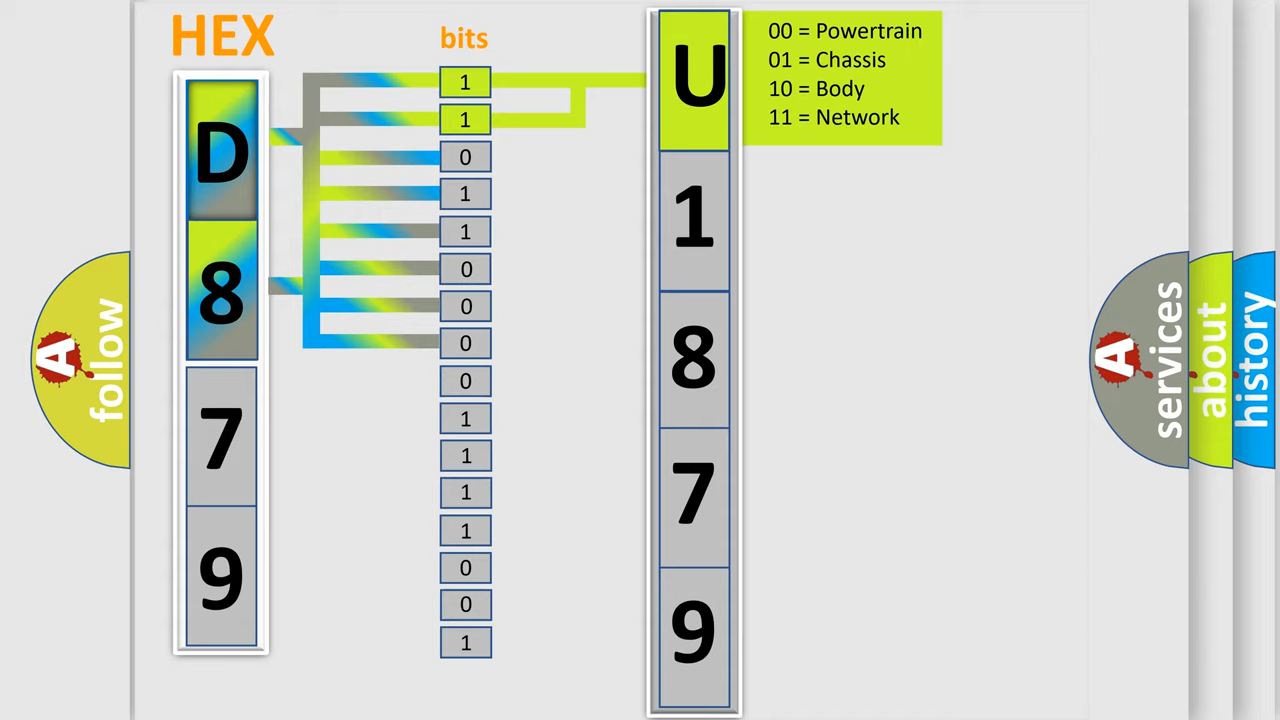 HEX
bits
D
8
7
9
1
1
0
1
1
0
0
0
0
1
1
1
1
0
0
1
U
1
8
7
9
00 = Powertrain
01 = Chassis
10 = Body
11 = Network
A
follow
A
services
about
history